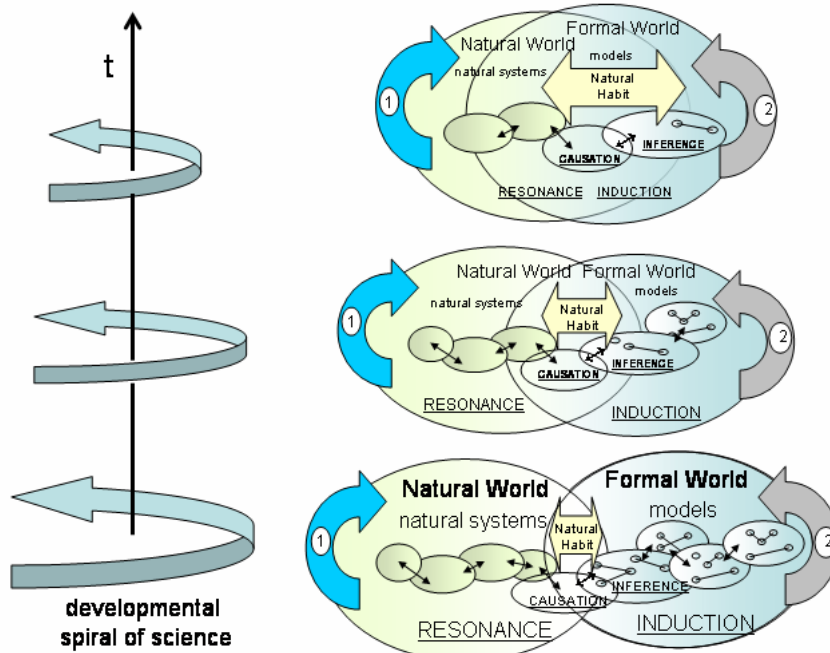 t
developmental
spiral of science
Natural World
natural systems
Formal World
models
Natural
Habit
1
2
CAUSATION
INFERENCE
RESONANCE
INDUCTION
Natural World
natural systems
Formal World
models
Natural
Habit
1
2
CAUSATION
INFERENCE
RESONANCE
INDUCTION
Natural World
natural systems
Formal World
models
Natural
Habit
1
2
CAUSATION
INFERENCE
RESONANCE
INDUCTION